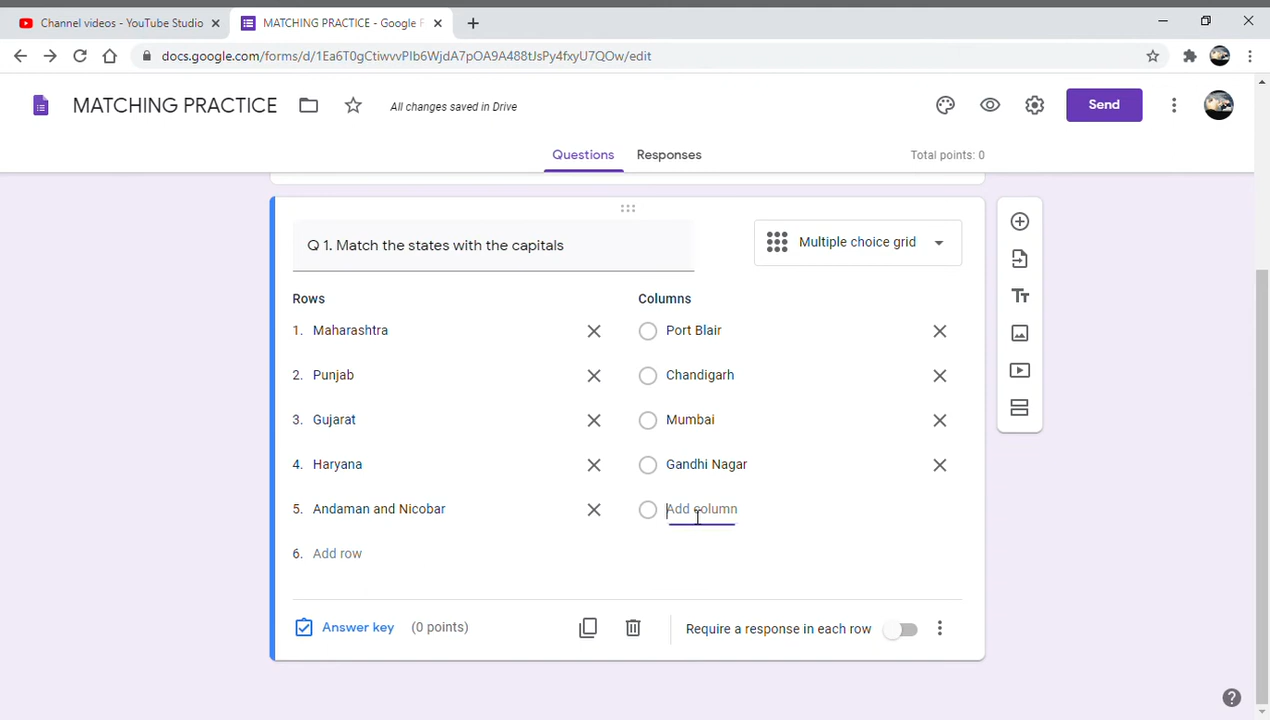 Channel videos - YouTube Studio
MATCHING PRACTICE - Google F
docs.google.com/forms/d/1Ea6T0gCtiwvvPIb6WjdA7pOA9A488tJsPy4fxyU7QOw/edit
MATCHING PRACTICE
All changes saved in Drive
Send
Questions
Responses
Total points: 0
Q 1. Match the states with the capitals
Multiple choice grid
Rows
Columns
1. Maharashtra
Port Blair
2. Punjab
Chandigarh
3. Gujarat
Mumbai
4. Haryana
Gandhi Nagar
5. Andaman and Nicobar
Add column
6. Add row
Answer key
(0 points)
Require a response in each row